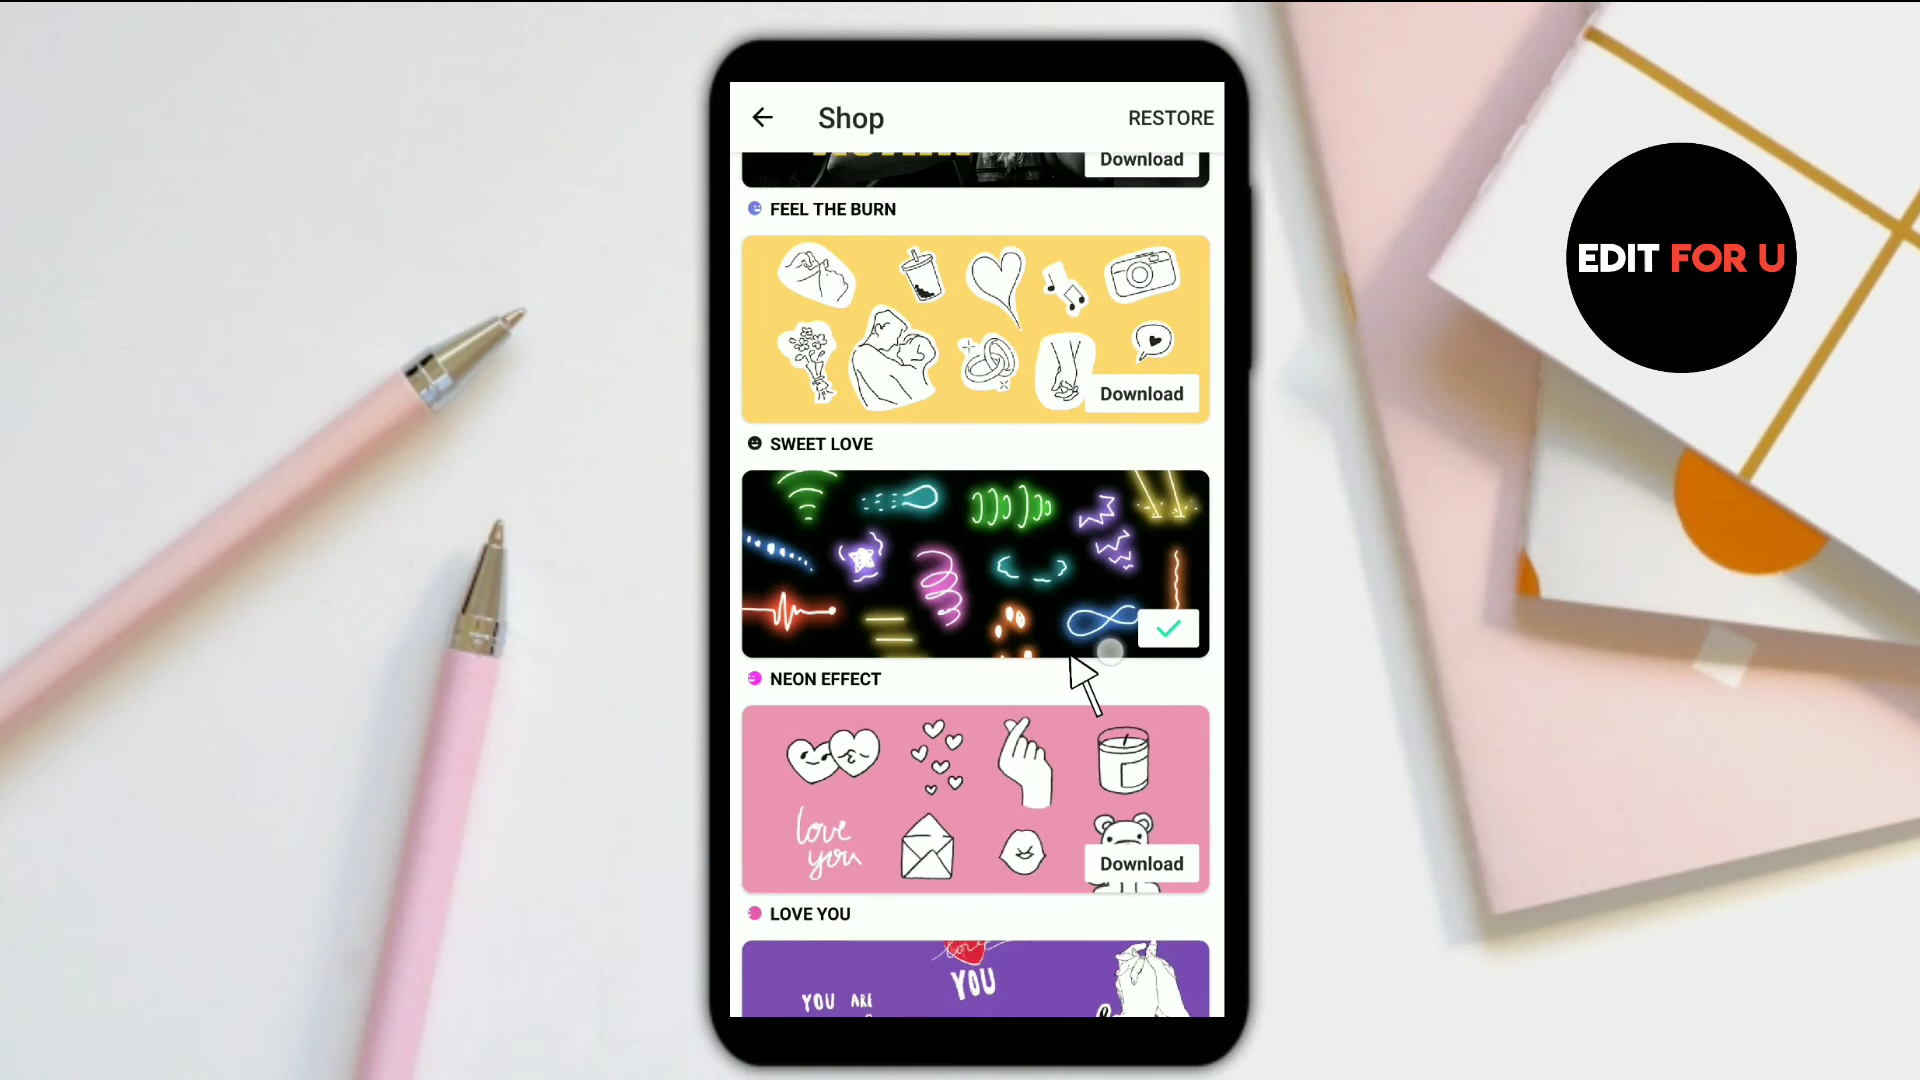 Shop
RESTORE
Download
FEEL THE BURN
Download
SWEET LOVE
NEON EFFECT
love
you
Download
LOVE YOU
YOU
YOU ARE
EDIT FOR U